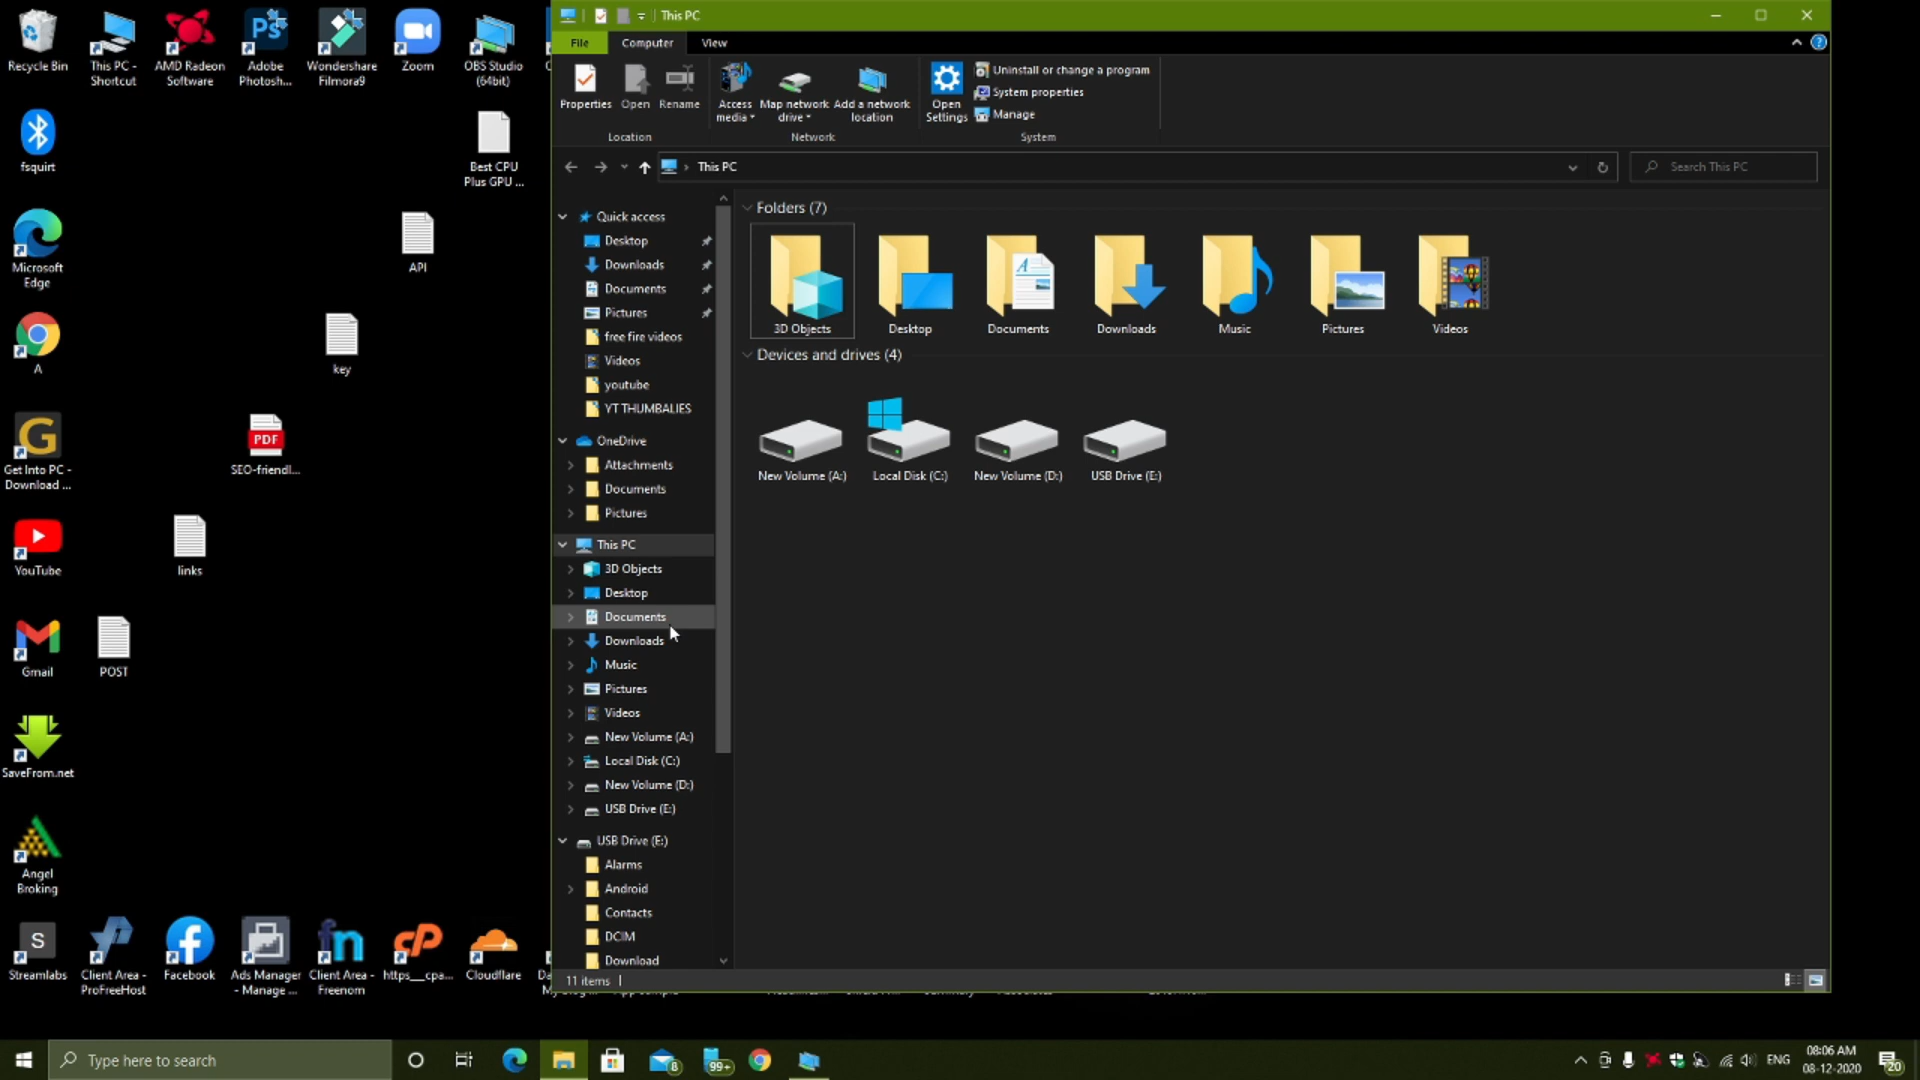 Recycle Bin
This PC -
Shortcut
AMD Radeon
Software
Adobe
Photosh...
Wondershare
Filmora9
Zoom
OBS Studio
(64bit)
fsquirt
Best CPU
Plus GPU ...
Microsoft
Edge
API
A
key
Get Into PC -
Download ...
PDF
SEO-friendl...
YouTube
links
Gmail
POST
SaveFrom.net
Angel
Broking
Streamlabs
Client Area -
ProFreeHost
Facebook
Ads Manager
- Manage ...
Client Area -
Freenom
https__cpa...
Cloudflare
This PC
File
Computer
View
Properties
Open
Rename
Access
media
Map network
drive
Add a network
location
Open
Settings
Uninstall or change a program
System properties
Manage
Location
Network
System
This PC
Search This PC
Quick access
Desktop
Downloads
Documents
Pictures
free fire videos
Videos
youtube
YT THUMBALIES
OneDrive
Attachments
Documents
Pictures
This PC
3D Objects
Desktop
Documents
Downloads
Music
Pictures
Videos
New Volume (A:)
Local Disk (C:)
New Volume (D:)
USB Drive (E:)
USB Drive (E:)
Alarms
Android
Contacts
DCIM
Download
Folders (7)
3D Objects
Desktop
Documents
Downloads
Music
Pictures
Videos
Devices and drives (4)
New Volume (A:)
Local Disk (C:)
New Volume (D:)
USB Drive (E:)
11 items
Type here to search
8
99+
ENG
08:06 AM
08-12-2020
20